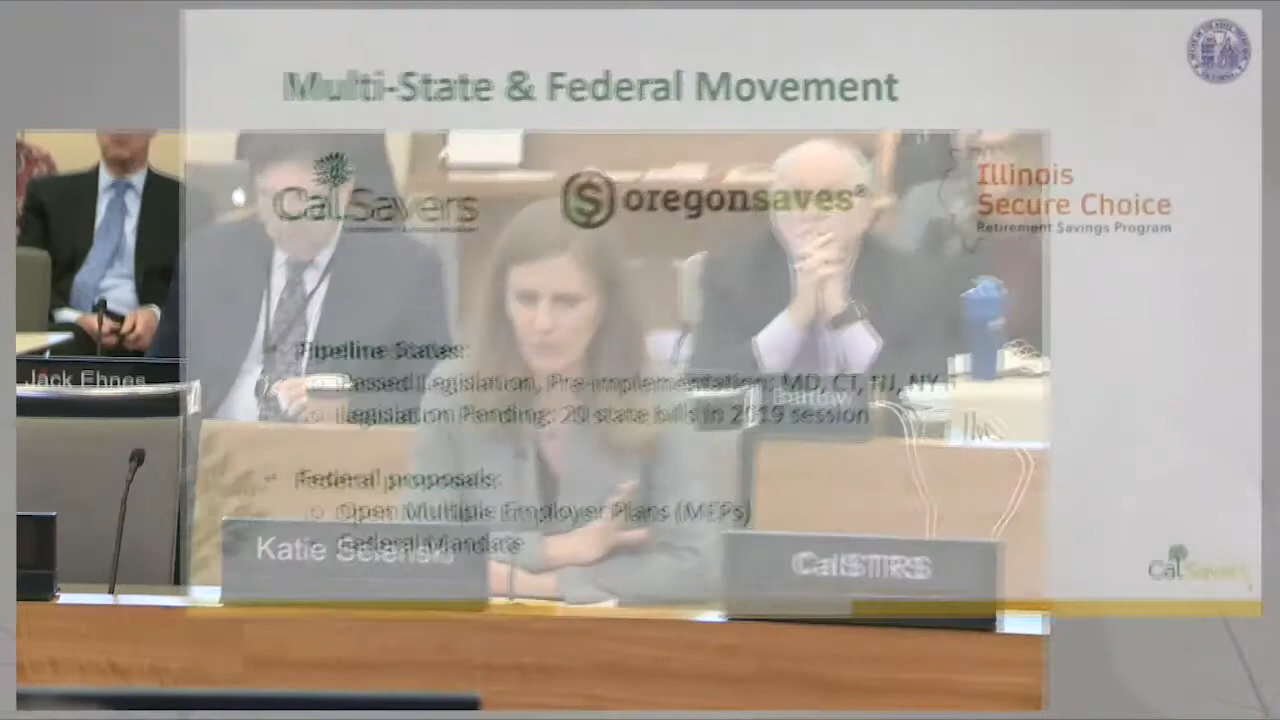 Multi-State & Federal Movement
CalSavers
oregonsaves
Illinois
Secure Choice
Retirement Savings Program
Pipeline States:
Passed Legislation, Pre-implementation: MD, CT, NJ, NY
Jack Ehnes
Barlow
Legislation Pending: 20 state bills in 2019 session
Federal proposals:
Open Multiple Employer Plans (MEPs)
Federal Mandate
Katie Selenski
CalSTRS
CalSavers